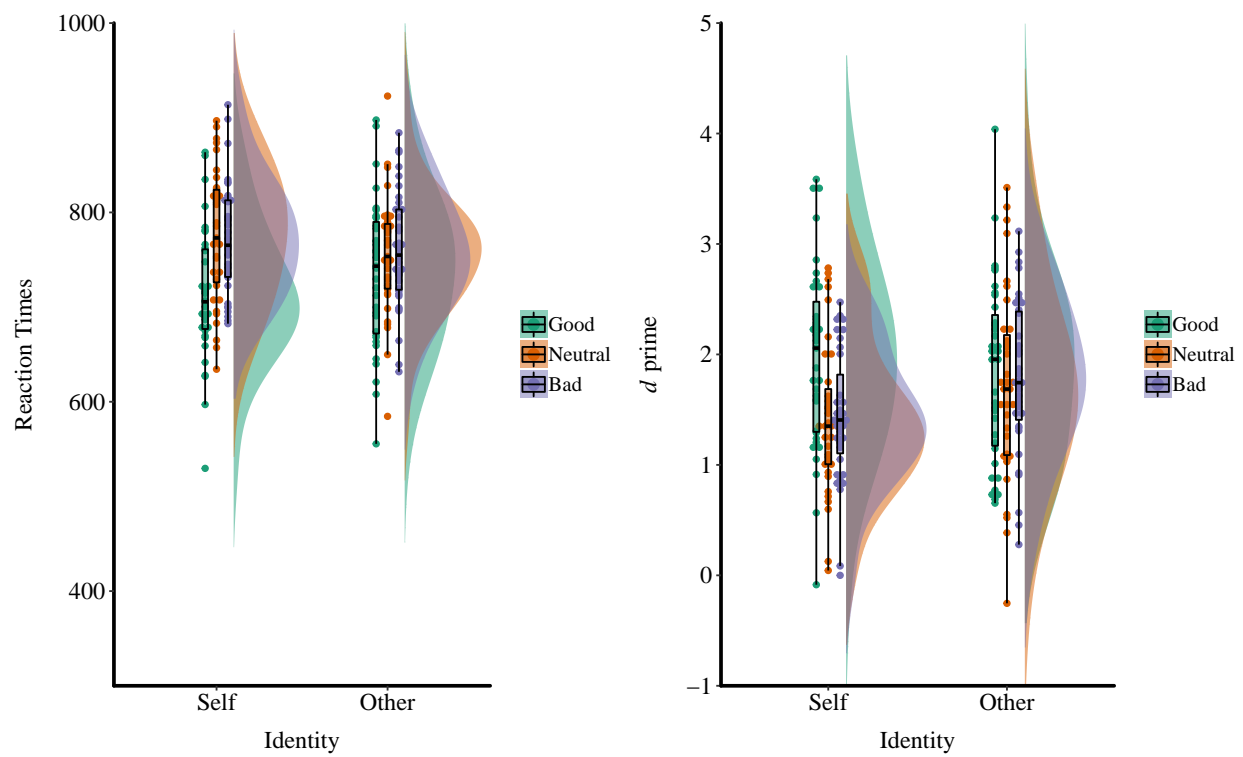 1000
800
600
400
Reaction Times
Self
Other
Identity
Good
Neutral
Bad
5
4
3
2
1
0
−1
d prime
Self
Other
Identity
Good
Neutral
Bad